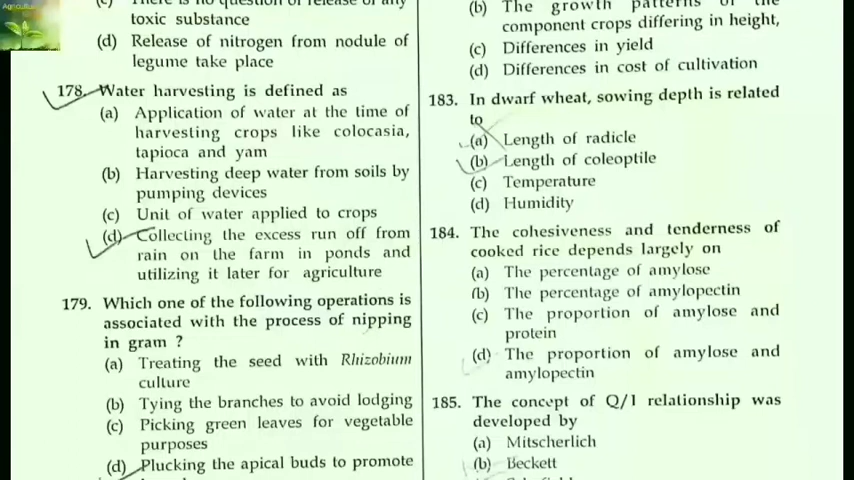 Agricultur
(c) There is no question of release of any
toxic substance
(d) Release of nitrogen from nodule of
legume take place
178. Water harvesting is defined as
(a) Application of water at the time of
harvesting crops like colocasia,
tapioca and yam
(b) Harvesting deep water from soils by
pumping devices
(c) Unit of water applied to crops
(d) Collecting the excess run off from
rain on the farm in ponds and
utilizing it later for agriculture
179. Which one of the following operations is
associated with the process of nipping
in gram ?
(a) Treating the seed with Rhizobium
culture
(b) Tying the branches to avoid lodging
(c) Picking green leaves for vegetable
purposes
(d) Plucking the apical buds to promote
(b) The growth patterns of the
component crops differing in height,
(c) Differences in yield
(d) Differences in cost of cultivation
183. In dwarf wheat, sowing depth is related
to
(a) Length of radicle
(b) Length of coleoptile
(c) Temperature
(d) Humidity
184. The cohesiveness and tenderness of
cooked rice depends largely on
(a) The percentage of amylose
(b) The percentage of amylopectin
(c) The proportion of amylose and
protein
(d) The proportion of amylose and
amylopectin
185. The concept of Q/I relationship was
developed by
(a) Mitscherlich
(b) Beckett